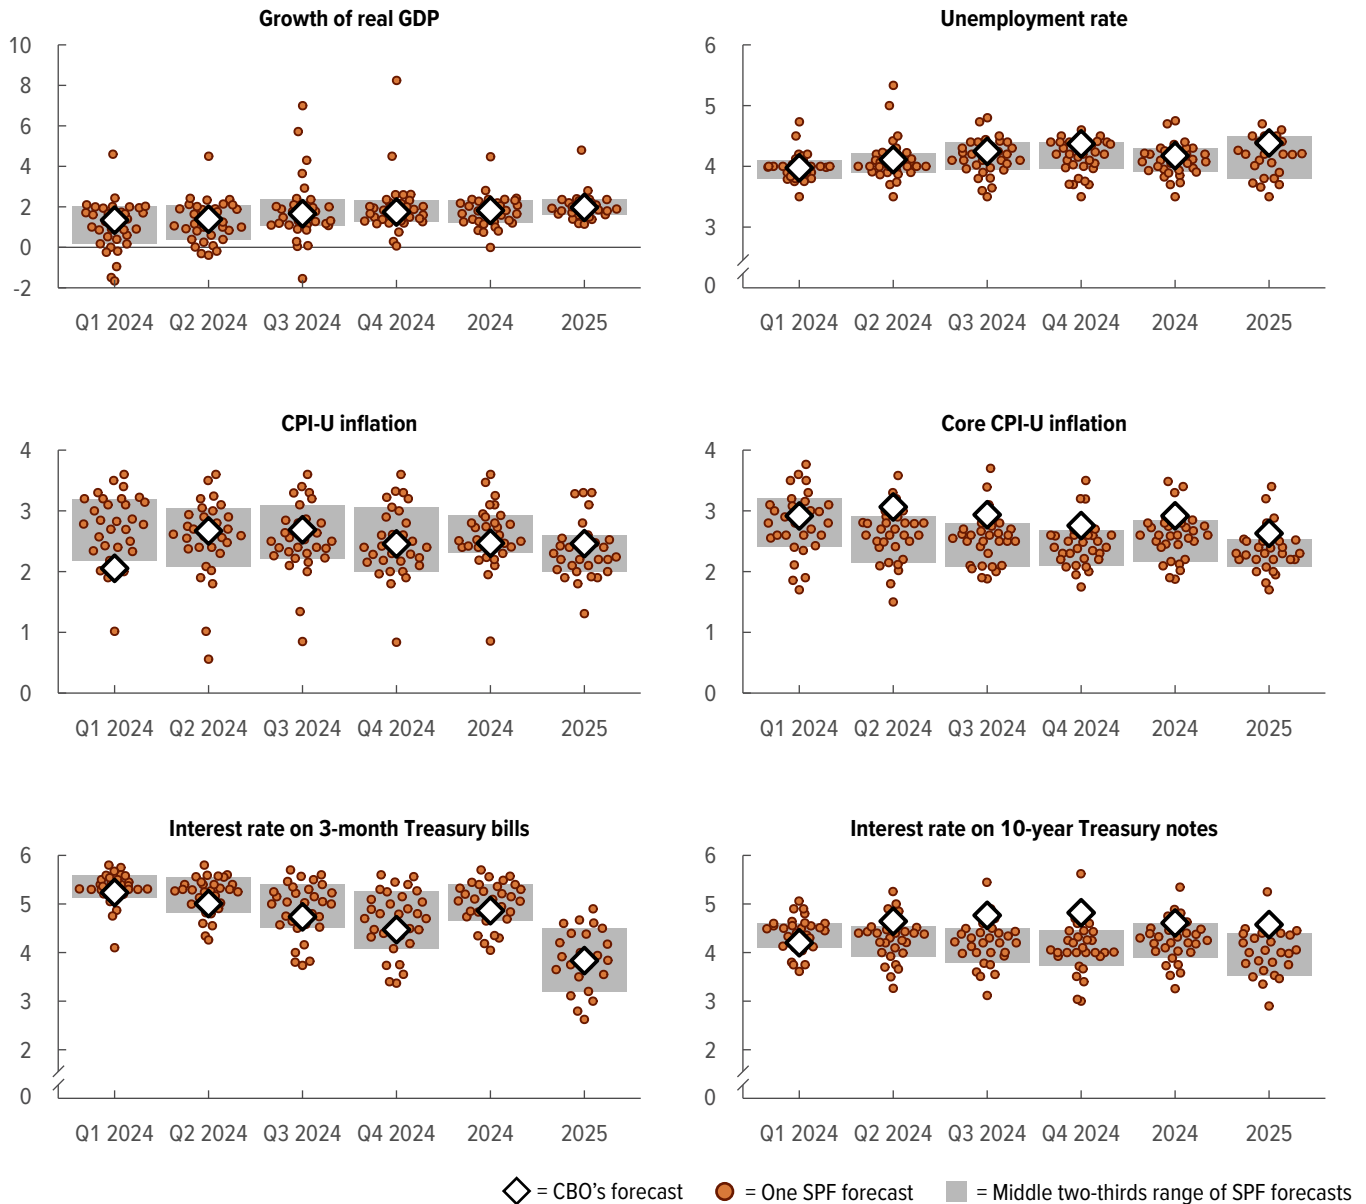 Growth of real GDP
10
8
6
4
2
0
-2
Q1 2024 Q2 2024 Q3 2024 Q4 2024 2024 2025
Unemployment rate
6
5
4
3
0
Q1 2024 Q2 2024 Q3 2024 Q4 2024 2024 2025
CPI-U inflation
4
3
2
1
0
Q1 2024 Q2 2024 Q3 2024 Q4 2024 2024 2025
Core CPI-U inflation
4
3
2
1
0
Q1 2024 Q2 2024 Q3 2024 Q4 2024 2024 2025
Interest rate on 3-month Treasury bills
6
5
4
3
2
0
Q1 2024 Q2 2024 Q3 2024 Q4 2024 2024 2025
Interest rate on 10-year Treasury notes
6
5
4
3
2
0
Q1 2024 Q2 2024 Q3 2024 Q4 2024 2024 2025
= CBO’s forecast = One SPF forecast = Middle two-thirds range of SPF forecasts